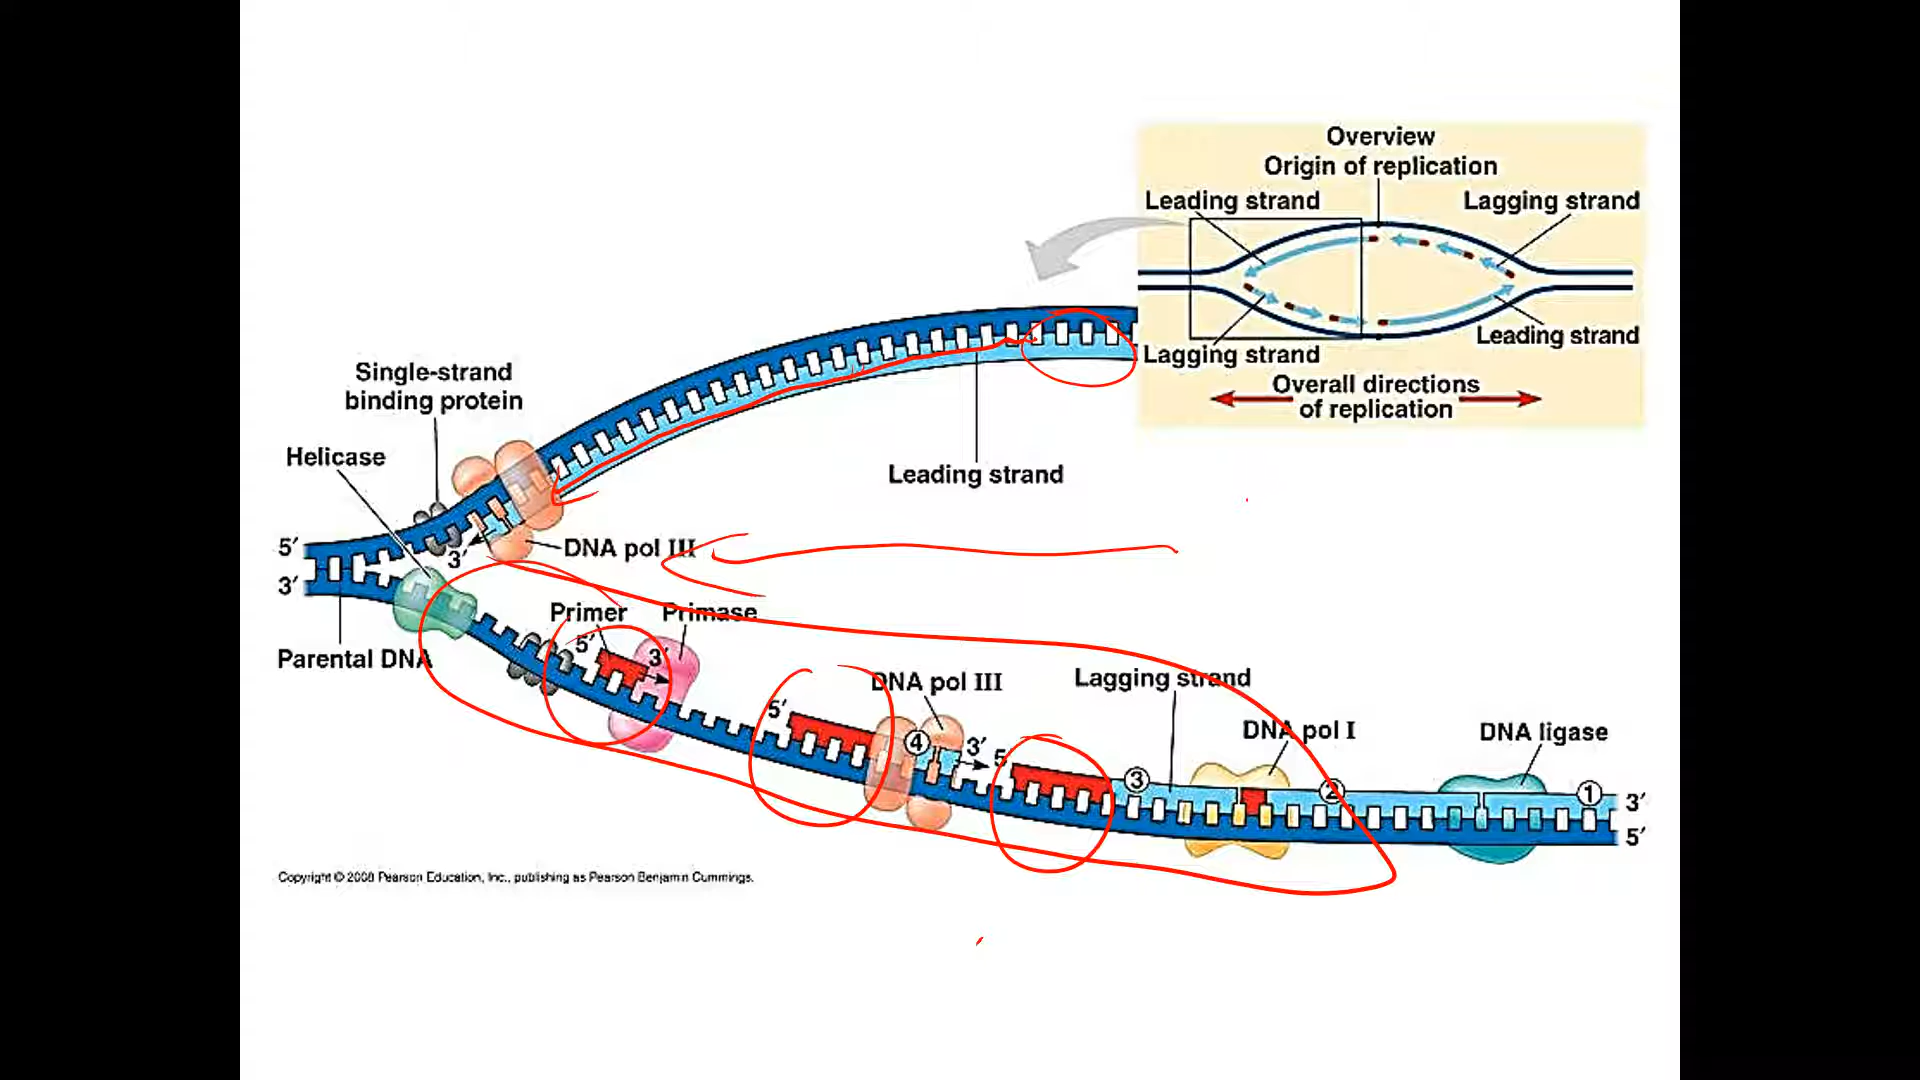 Overview
Origin of replication
Leading strand
Lagging strand
Leading strand
Lagging strand
Overall directions
of replication
Single-strand
binding protein
Helicase
Leading strand
5′
3′
3′
DNA pol III
Parental DNA
Primer
Primase
5′
3′
DNA pol III
Lagging strand
5′
4
3′
5
DNA pol I
DNA ligase
3
2
1
3′
5′
Copyright © 2008 Pearson Education, Inc., publishing as Pearson Benjamin Cummings.